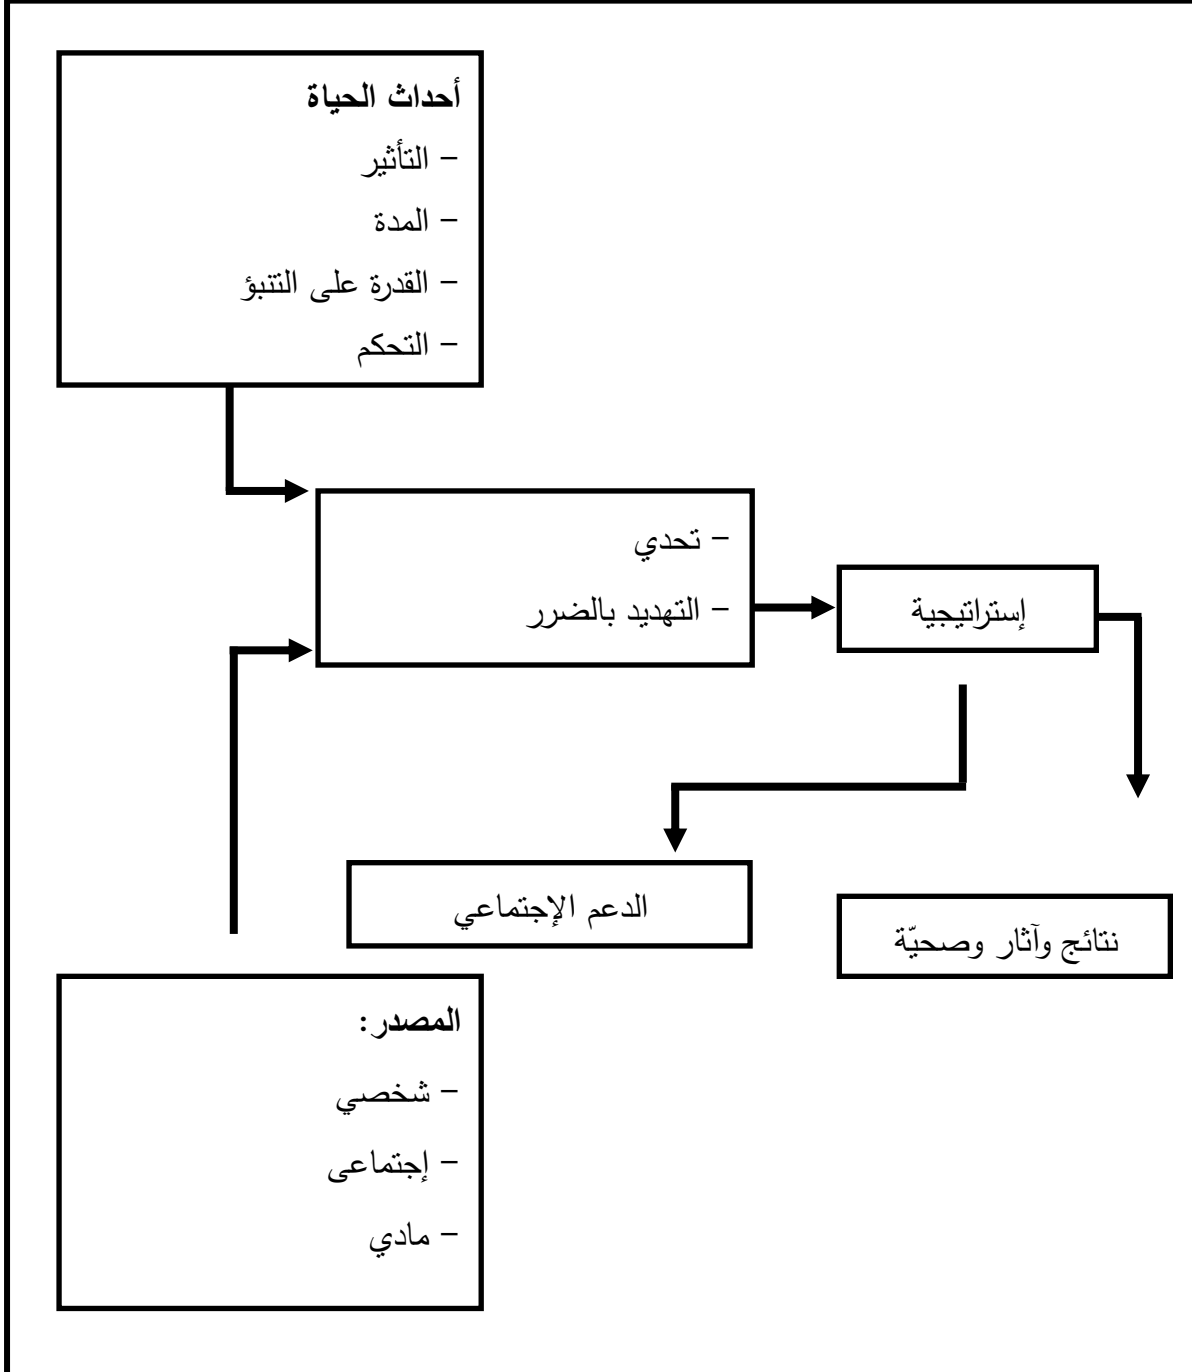 أحداث الحياة
- التأثير
- المدة
- القدرة على التنبؤ
- التحكم
- تحدي
- التهديد بالضرر
إستراتيجية
الدعم الإجتماعي
نتائج وآثار وصحيّة
المصدر:
- شخصي
- إجتماعى
- مادي